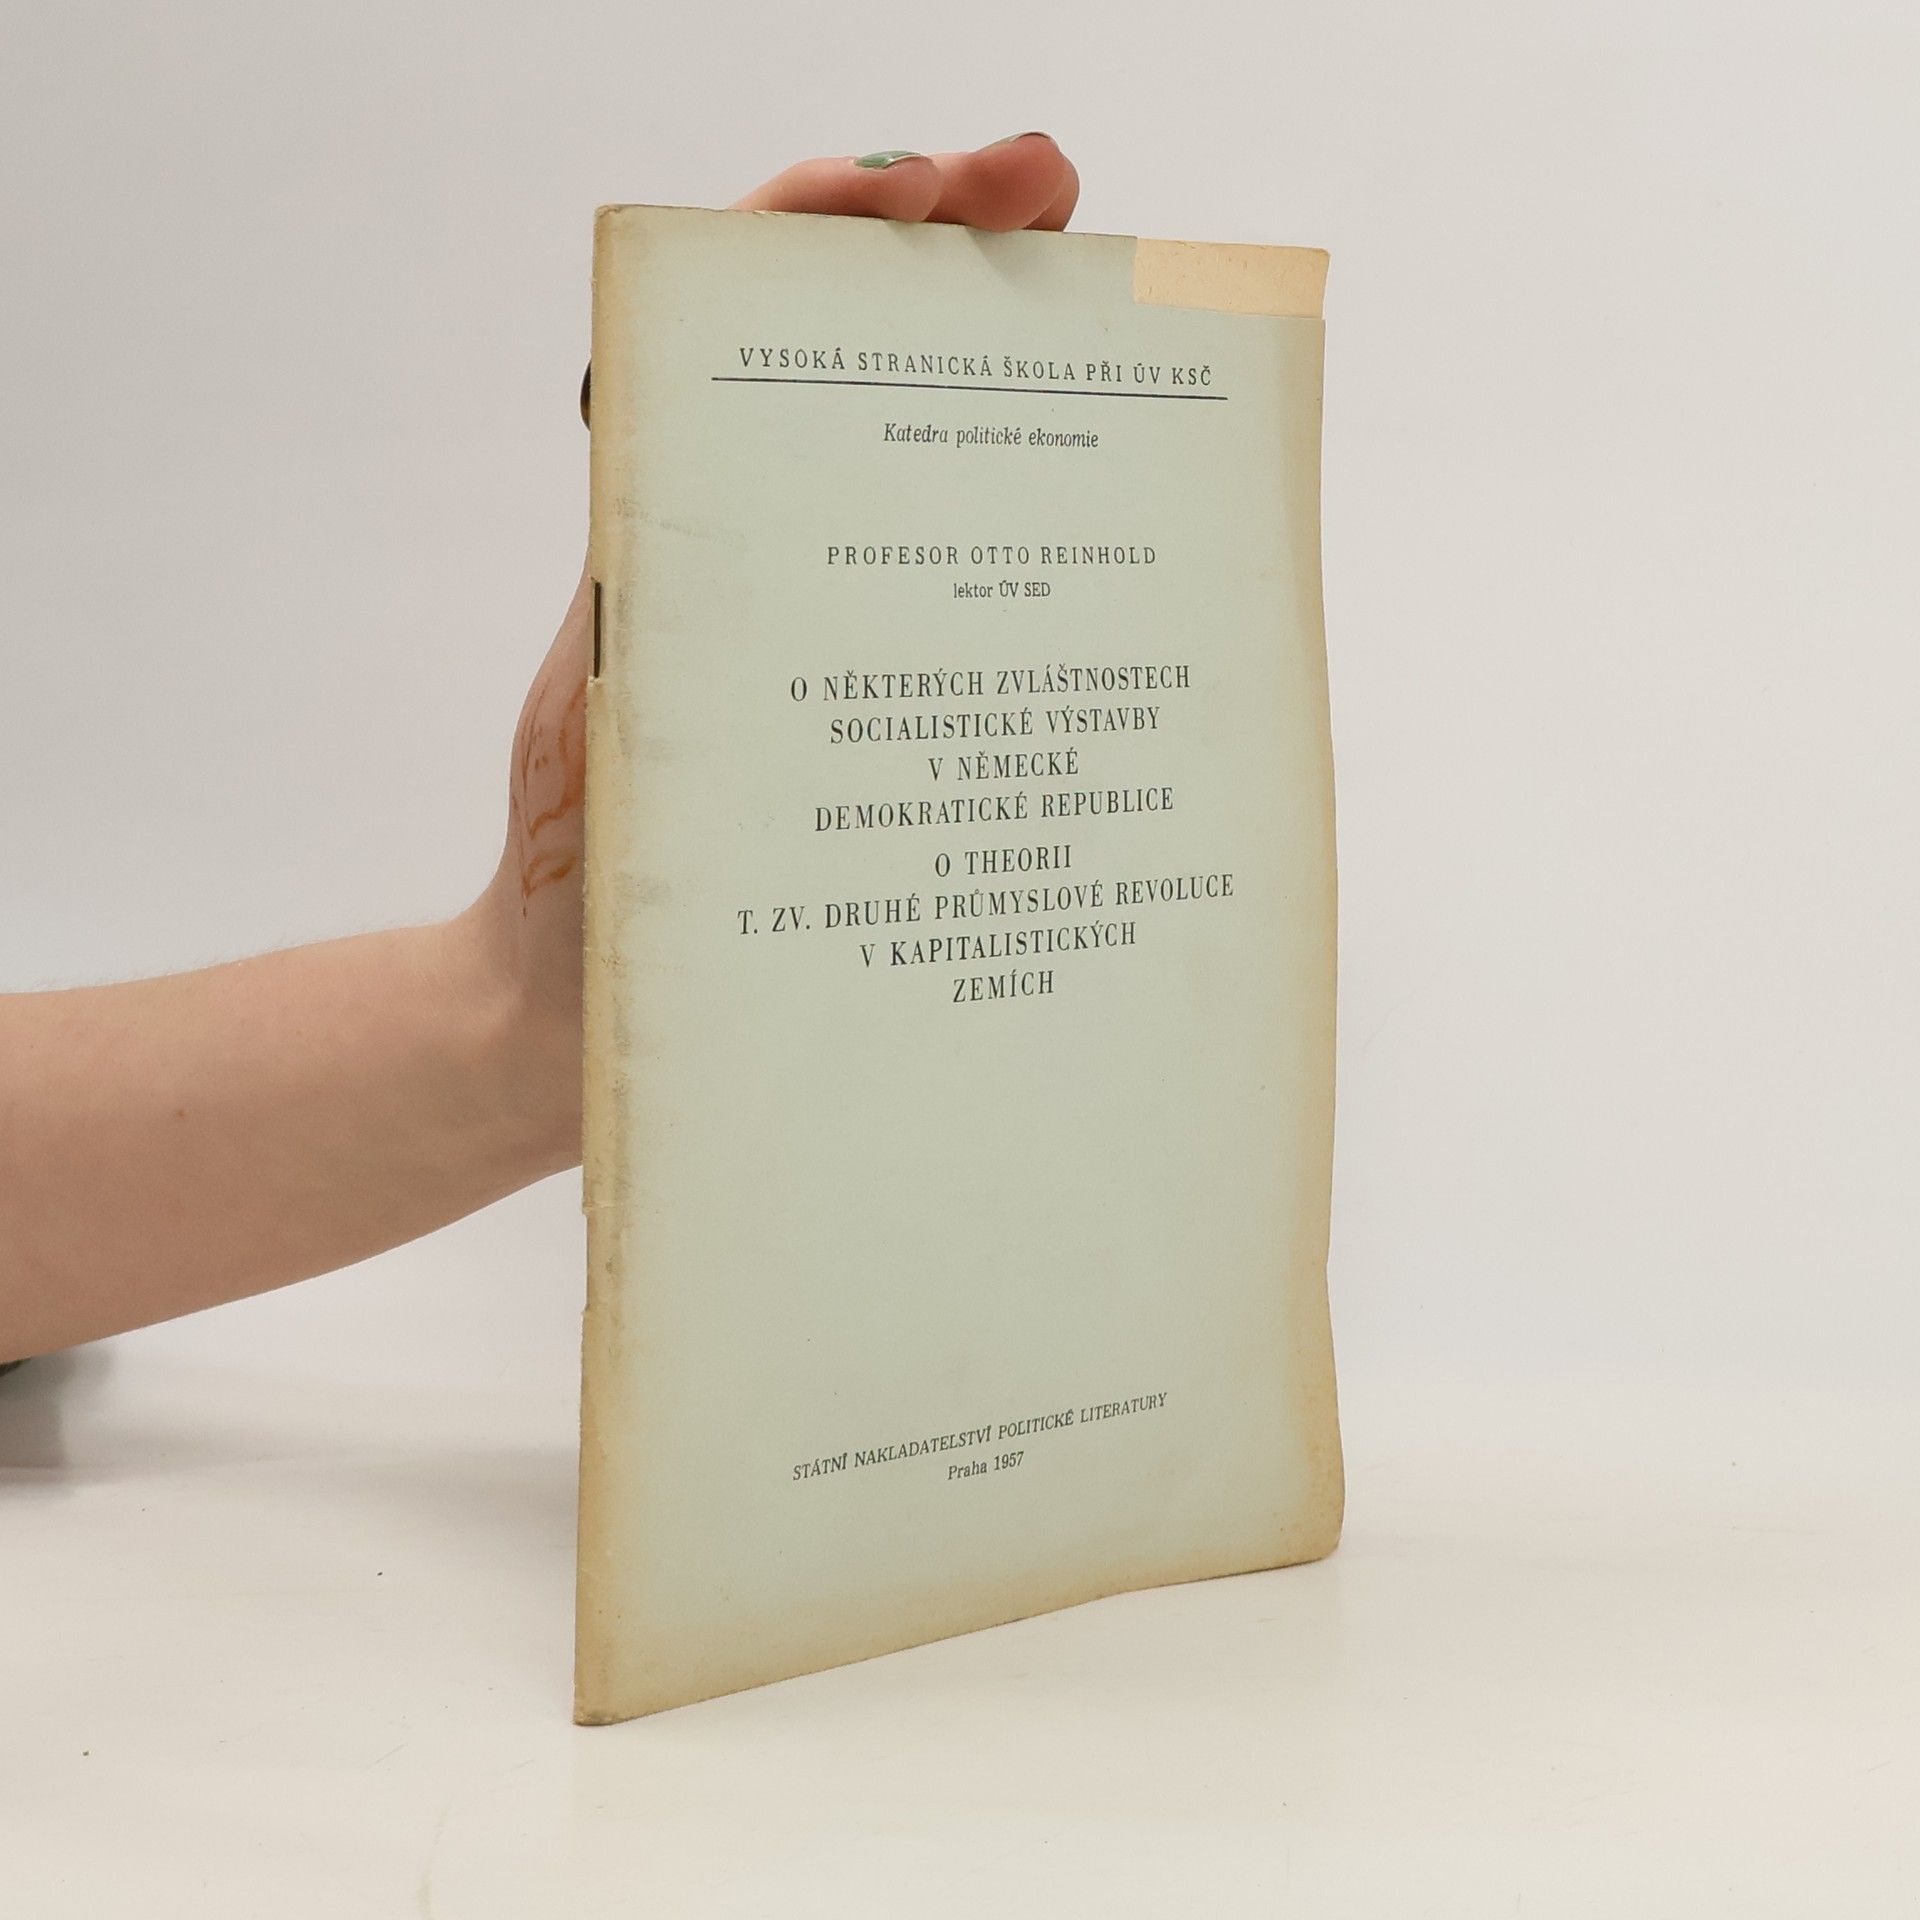 VYSOKÁ STRANICKÁ ŠKOLA PŘI ÚV KSČ
Katedra politické ekonomie
PROFESOR OTTO REINHOLD
lektor ÚV SED
O NĚKTERÝCH ZVLÁŠTNOSTECH
SOCIALISTICKÉ VÝSTAVBY
V NĚMECKÉ
DEMOKRATICKÉ REPUBLICE
O THEORII
T. ZV. DRUHÉ PRŮMYSLOVÉ REVOLUCE
V KAPITALISTICKÝCH
ZEMÍCH
STÁTNÍ NAKLADATELSTVÍ POLITICKÉ LITERATURY
Praha 1957